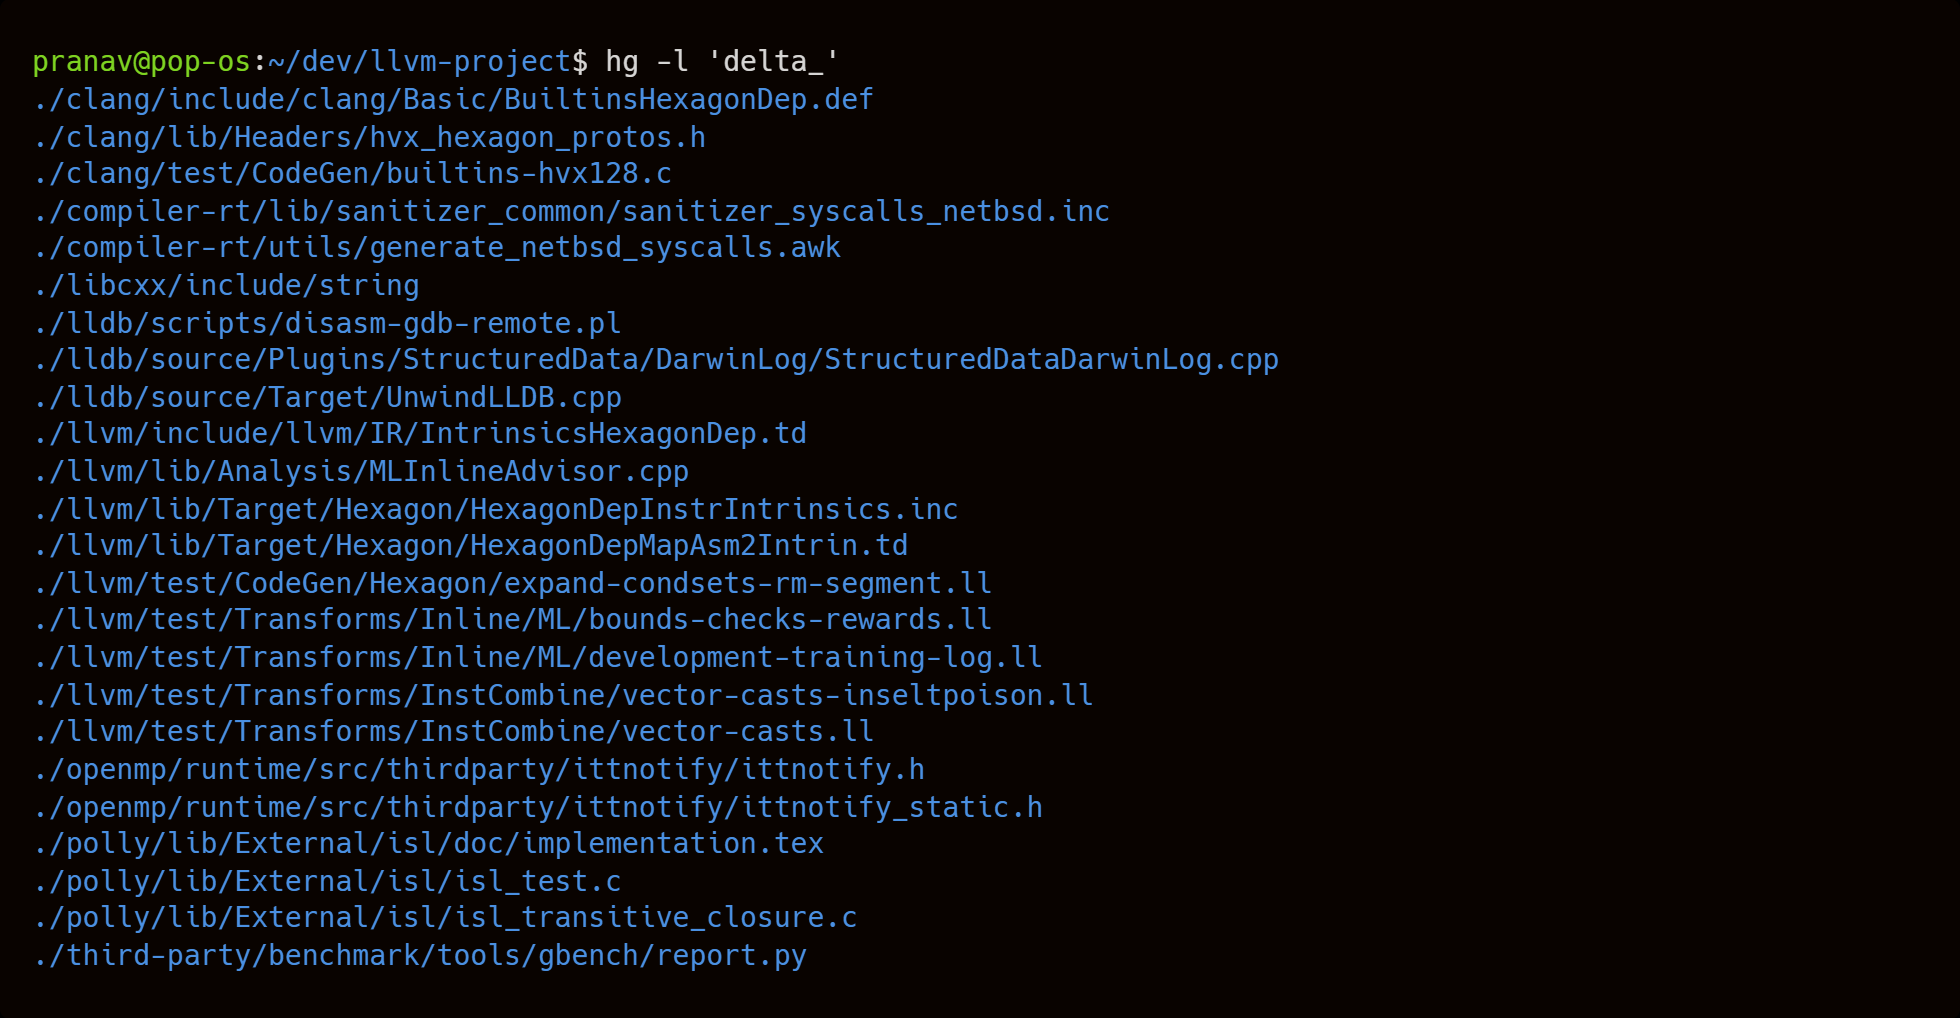 pranav@pop-os:~/dev/llvm-project$ hg -l 'delta_'
./clang/include/clang/Basic/BuiltinsHexagonDep.def
./clang/lib/Headers/hvx_hexagon_protos.h
./clang/test/CodeGen/builtins-hvx128.c
./compiler-rt/lib/sanitizer_common/sanitizer_syscalls_netbsd.inc
./compiler-rt/utils/generate_netbsd_syscalls.awk
./libcxx/include/string
./lldb/scripts/disasm-gdb-remote.pl
./lldb/source/Plugins/StructuredData/DarwinLog/StructuredDataDarwinLog.cpp
./lldb/source/Target/UnwindLLDB.cpp
./llvm/include/llvm/IR/IntrinsicsHexagonDep.td
./llvm/lib/Analysis/MLInlineAdvisor.cpp
./llvm/lib/Target/Hexagon/HexagonDepInstrIntrinsics.inc
./llvm/lib/Target/Hexagon/HexagonDepMapAsm2Intrin.td
./llvm/test/CodeGen/Hexagon/expand-condsets-rm-segment.ll
./llvm/test/Transforms/Inline/ML/bounds-checks-rewards.ll
./llvm/test/Transforms/Inline/ML/development-training-log.ll
./llvm/test/Transforms/InstCombine/vector-casts-inseltpoison.ll
./llvm/test/Transforms/InstCombine/vector-casts.ll
./openmp/runtime/src/thirdparty/ittnotify/ittnotify.h
./openmp/runtime/src/thirdparty/ittnotify/ittnotify_static.h
./polly/lib/External/isl/doc/implementation.tex
./polly/lib/External/isl/isl_test.c
./polly/lib/External/isl/isl_transitive_closure.c
./third-party/benchmark/tools/gbench/report.py